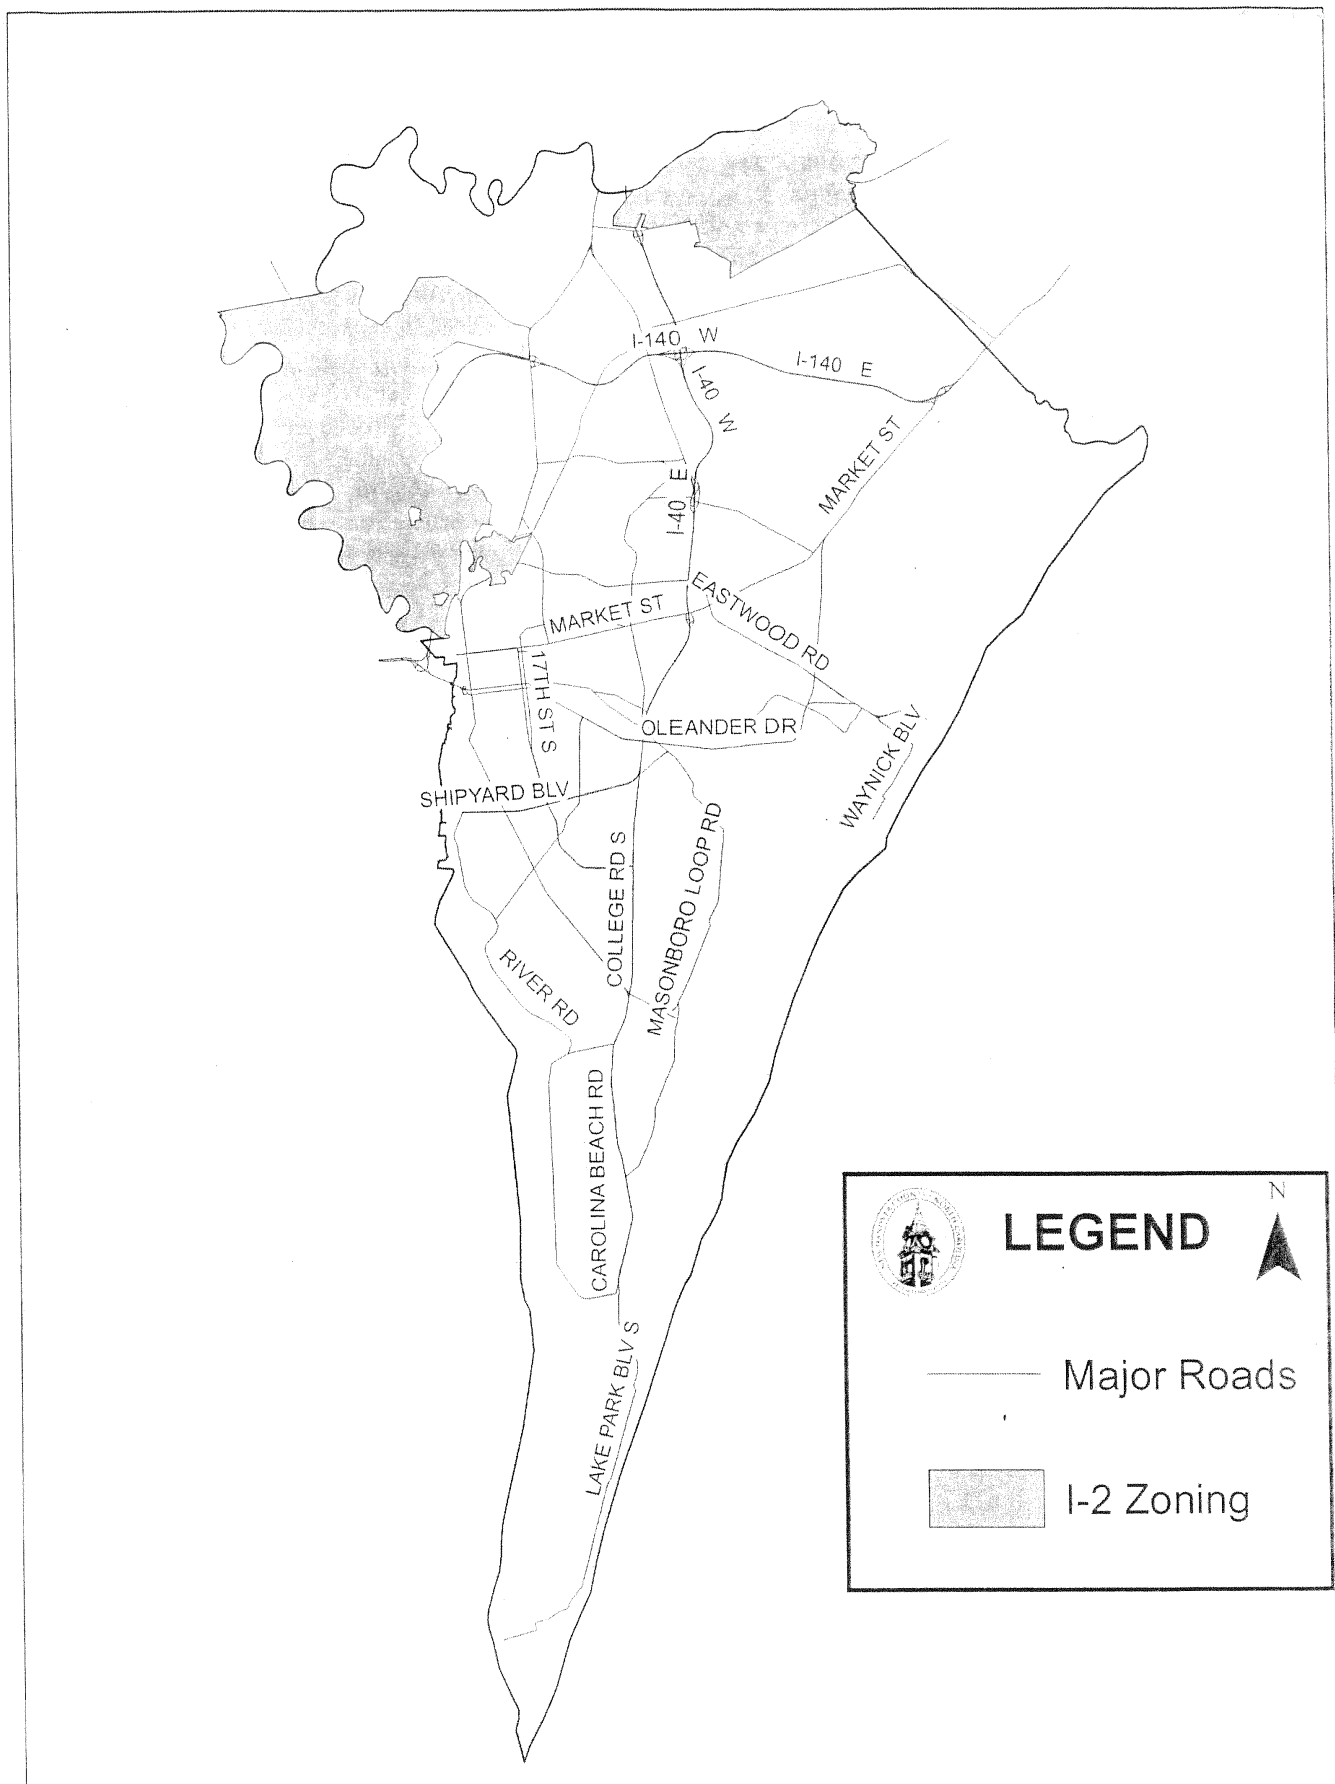 I-140 W
I-140 E
I-40 W
MARKET ST
I-40 E
EASTWOOD RD
MARKET ST
17TH ST S
OLEANDER DR
WAYNICK BLV
SHIPYARD BLV
COLLEGE RD S
MASONBORO LOOP RD
RIVER RD
CAROLINA BEACH RD
LAKE PARK BLV S
N
LEGEND
Major Roads
I-2 Zoning